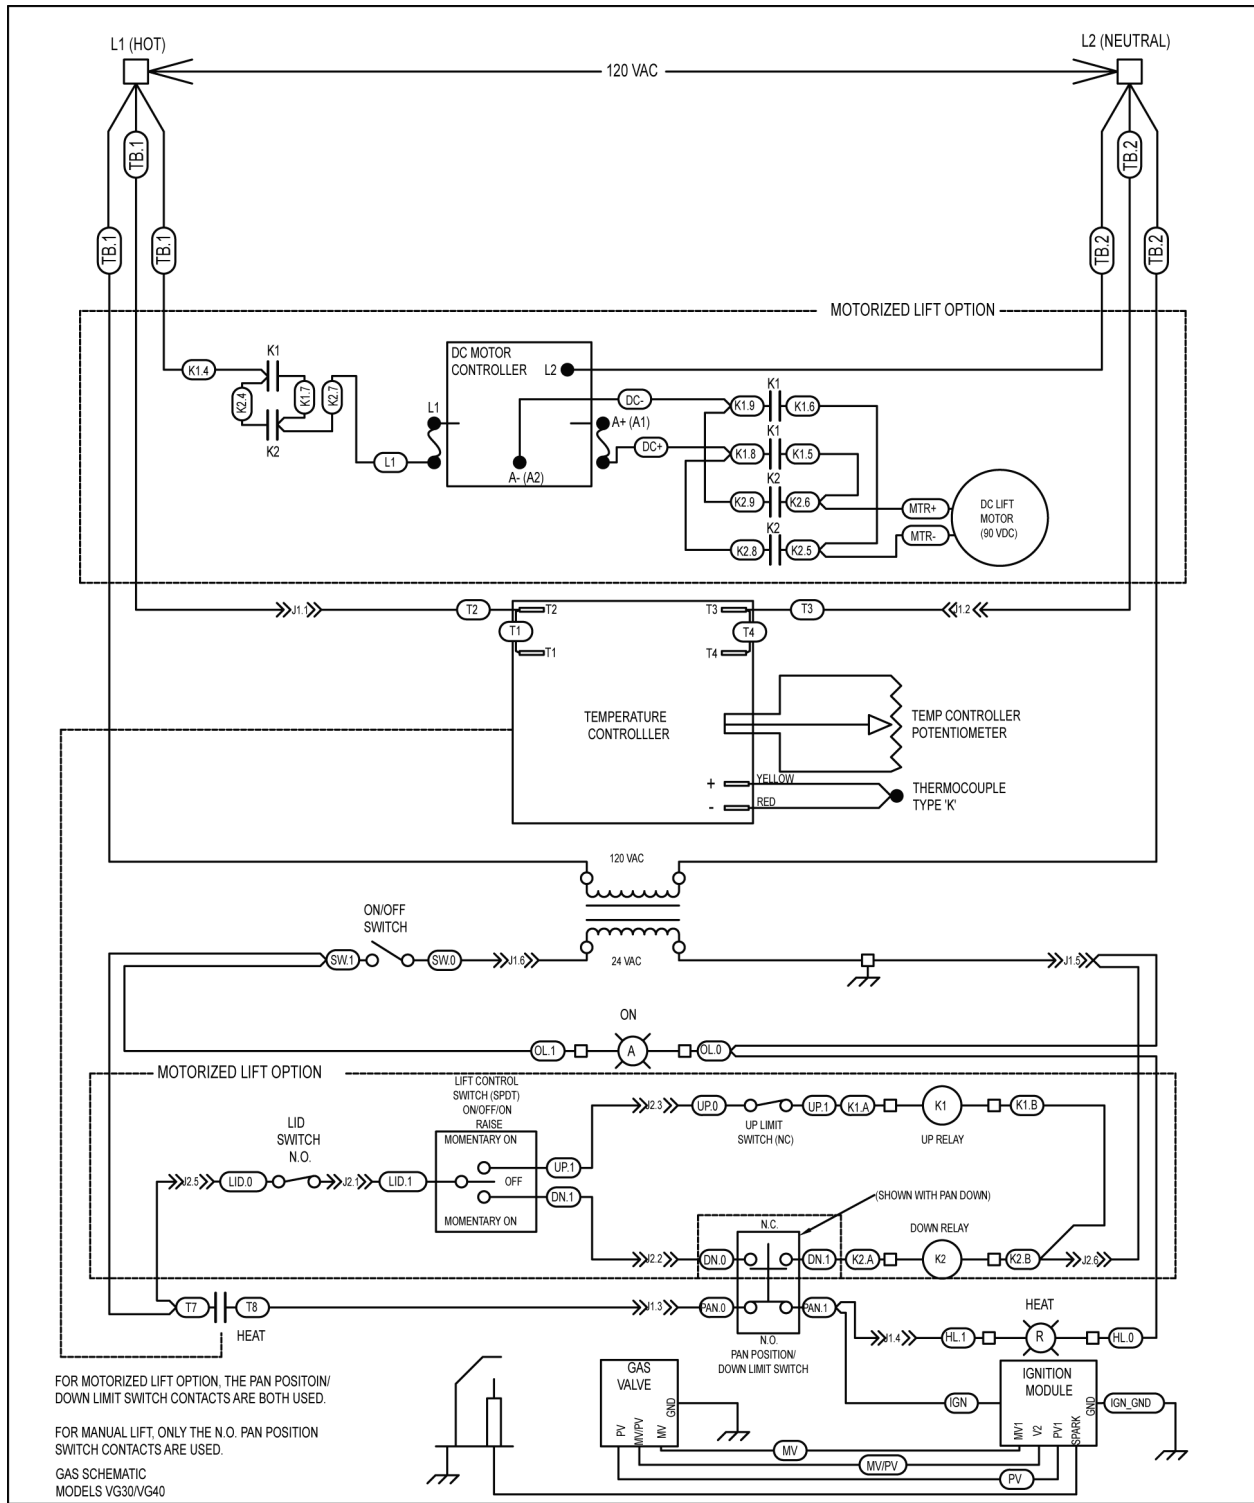 L1 (HOT)
L2 (NEUTRAL)
120 VAC
TB.1
TB.2
TB.1
TB.1
TB.2
TB.2
MOTORIZED LIFT OPTION
K1
K1.4
K2.4
K1.7
K2.7
K2
L1
DC MOTOR
CONTROLLER
L2
L1
A+ (A1)
A- (A2)
DC-
DC+
K1
K1.9
K1.6
K1
K1.8
K1.5
K2
K2.9
K2.6
K2
K2.8
K2.5
MTR+
MTR-
DC LIFT
MOTOR
(90 VDC)
J1.1
T2
T2
T1
T1
T3
T3
T4
T4
J1.2
TEMPERATURE
CONTROLLLER
TEMP CONTROLLER
POTENTIOMETER
+
YELLOW
-
RED
THERMOCOUPLE
TYPE 'K'
120 VAC
ON/OFF
SWITCH
SW.1
SW.0
J1.6
24 VAC
J1.5
ON
OL.1
A
OL.0
MOTORIZED LIFT OPTION
LIFT CONTROL
SWITCH (SPDT)
ON/OFF/ON
RAISE
MOMENTARY ON
OFF
MOMENTARY ON
LID
SWITCH
N.O.
J2.5
LID.0
J2.1
LID.1
UP.1
DN.1
J2.3
UP.0
UP LIMIT
SWITCH (NC)
UP.1
K1.A
K1
UP RELAY
K1.B
(SHOWN WITH PAN DOWN)
N.C.
DOWN RELAY
J2.2
DN.0
DN.1
K2.A
K2
K2.B
J2.6
T7
T8
HEAT
J1.3
PAN.0
PAN.1
N.O.
PAN POSITION/
DOWN LIMIT SWITCH
HEAT
J1.4
HL.1
R
HL.0
GAS
VALVE
PV
MV/PV
MV
GND
IGN
IGNITION
MODULE
MV1
V2
PV1
SPARK
GND
IGN_GND
MV
MV/PV
PV
FOR MOTORIZED LIFT OPTION, THE PAN POSITOIN/
DOWN LIMIT SWITCH CONTACTS ARE BOTH USED.
FOR MANUAL LIFT, ONLY THE N.O. PAN POSITION
SWITCH CONTACTS ARE USED.
GAS SCHEMATIC
MODELS VG30/VG40